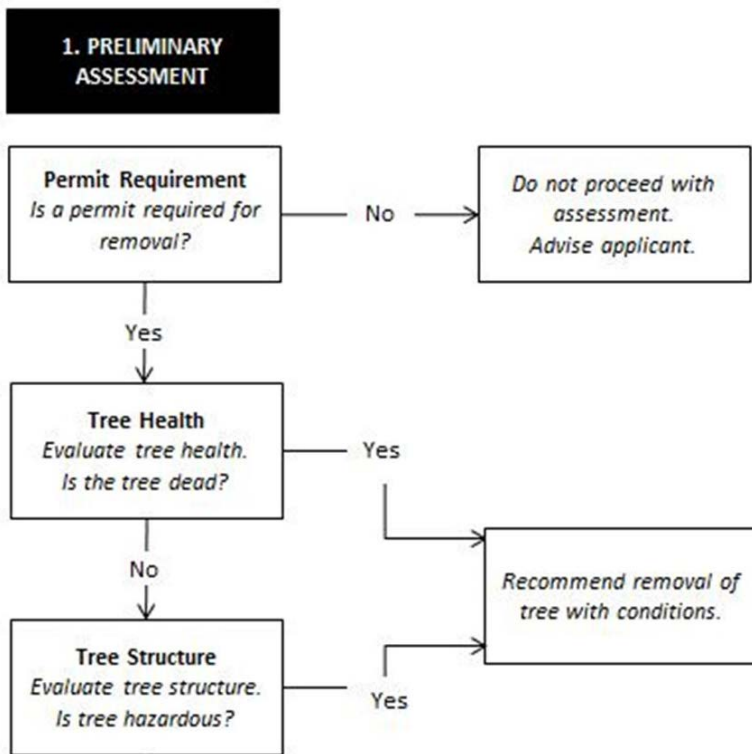 1. PRELIMINARY
ASSESSMENT
Permit Requirement
Is a permit required for
removal?
No
Do not proceed with
assessment.
Advise applicant.
Yes
Tree Health
Evaluate tree health.
Is the tree dead?
Yes
No
Recommend removal of
tree with conditions.
Tree Structure
Evaluate tree structure.
Is tree hazardous?
Yes